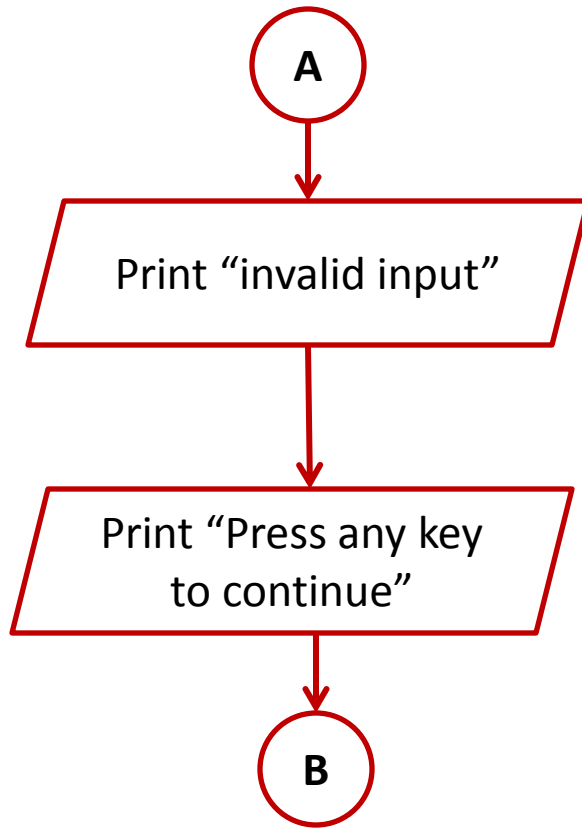 A
Print “invalid input”
Print “Press any key
to continue”
B